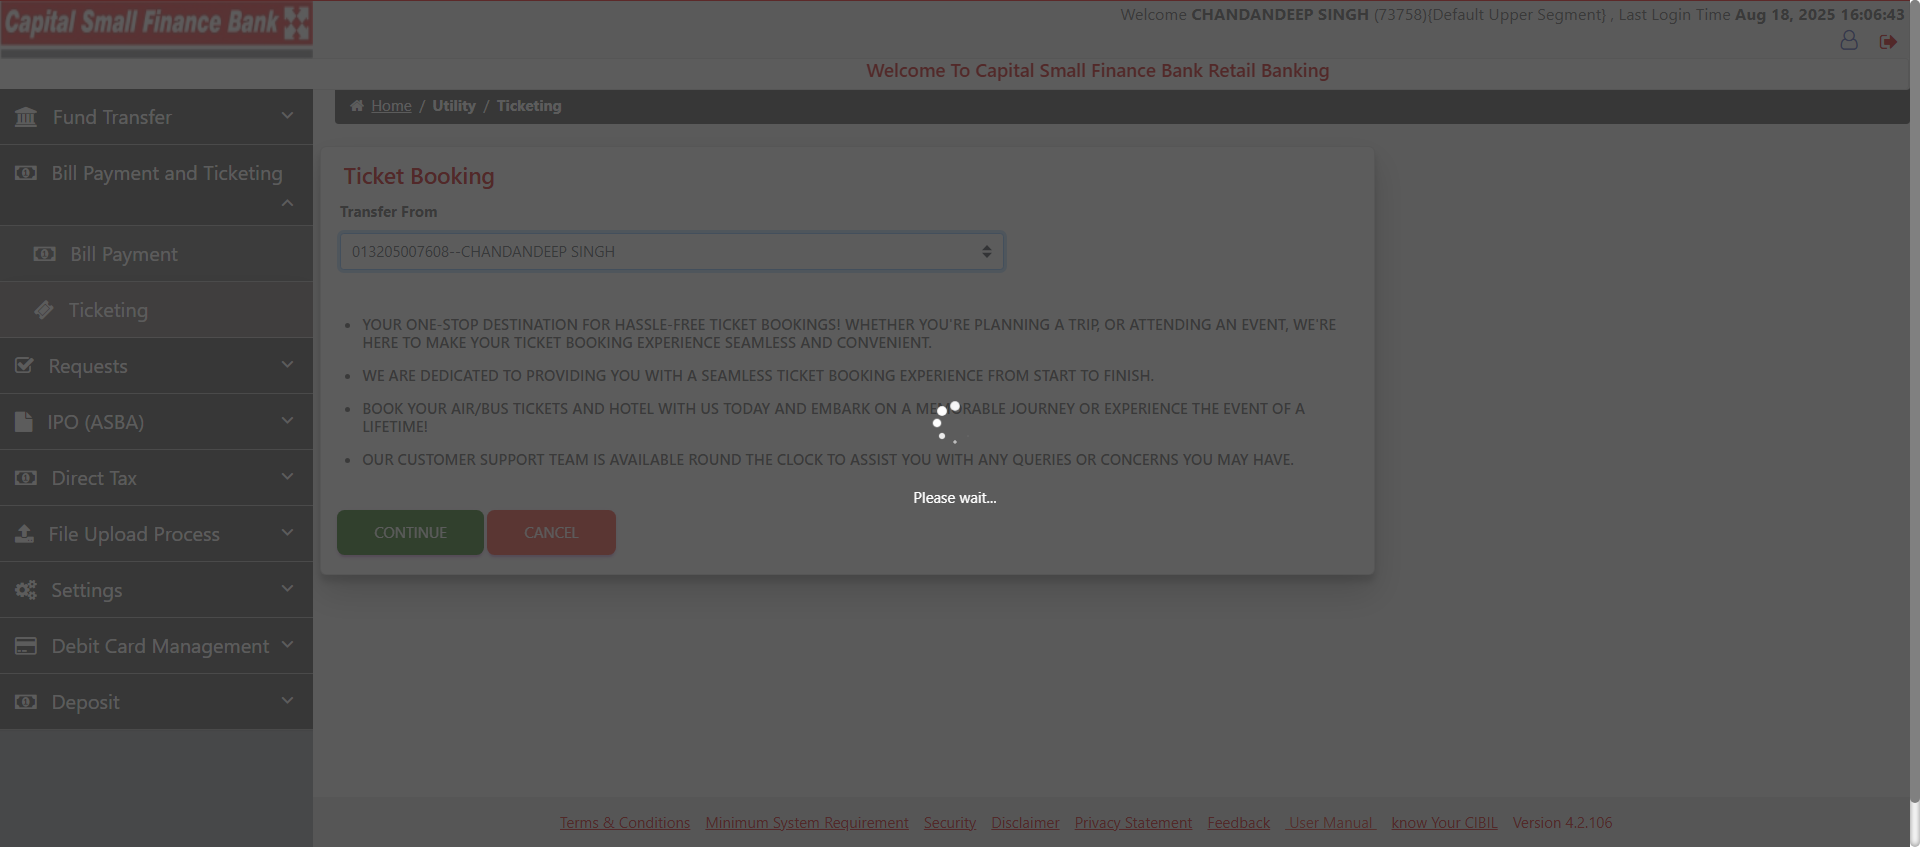 Capital Small Finance Bank
Welcome CHANDANDEEP SINGH (73758){Default Upper Segment} , Last Login Time Aug 18, 2025 16:06:43
Welcome To Capital Small Finance Bank Retail Banking
Home / Utility / Ticketing
Fund Transfer
Bill Payment and Ticketing
Bill Payment
Ticketing
Requests
IPO (ASBA)
Direct Tax
File Upload Process
Settings
Debit Card Management
Deposit
Ticket Booking
Transfer From
013205007608--CHANDANDEEP SINGH
• YOUR ONE-STOP DESTINATION FOR HASSLE-FREE TICKET BOOKINGS! WHETHER YOU'RE PLANNING A TRIP, OR ATTENDING AN EVENT, WE'RE
HERE TO MAKE YOUR TICKET BOOKING EXPERIENCE SEAMLESS AND CONVENIENT.
• WE ARE DEDICATED TO PROVIDING YOU WITH A SEAMLESS TICKET BOOKING EXPERIENCE FROM START TO FINISH.
• BOOK YOUR AIR/BUS TICKETS AND HOTEL WITH US TODAY AND EMBARK ON A MEMORABLE JOURNEY OR EXPERIENCE THE EVENT OF A
LIFETIME!
• OUR CUSTOMER SUPPORT TEAM IS AVAILABLE ROUND THE CLOCK TO ASSIST YOU WITH ANY QUERIES OR CONCERNS YOU MAY HAVE.
Please wait...
CONTINUE CANCEL
Terms & Conditions Minimum System Requirement Security Disclaimer Privacy Statement Feedback User Manual know Your CIBIL Version 4.2.106